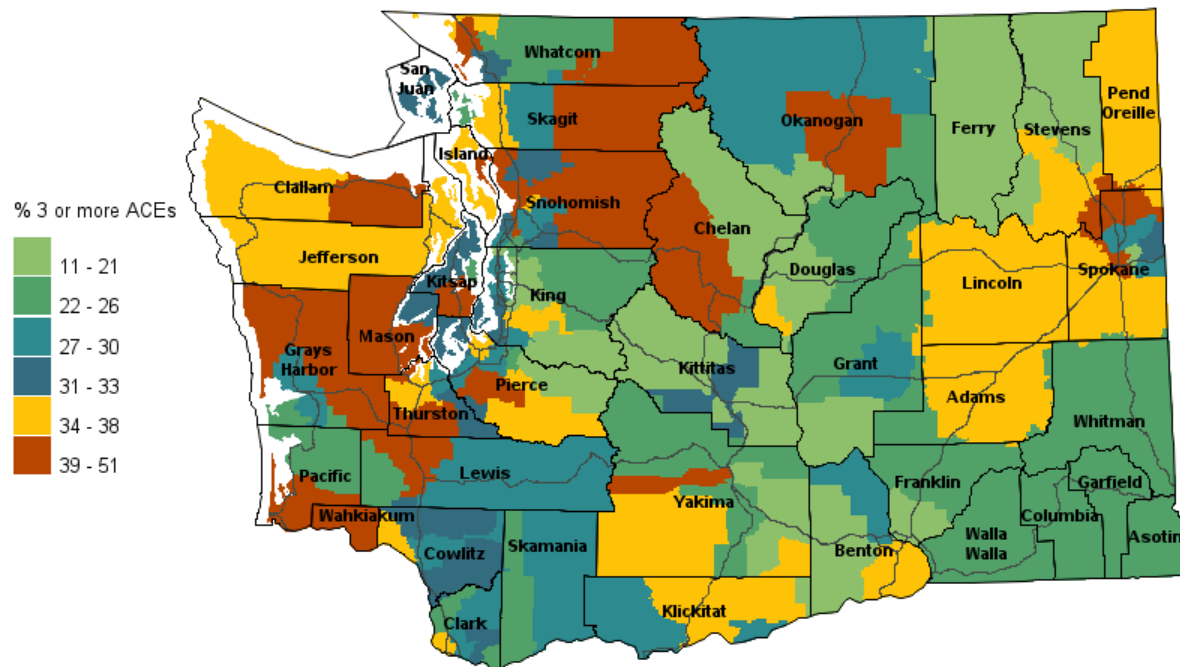 Whatcom
San
Juan
Skagit
Okanogan
Ferry
Stevens
Pend
Oreille
Island
Clallam
Snohomish
% 3 or more ACEs
11 - 21
22 - 26
27 - 30
31 - 33
34 - 38
39 - 51
Jefferson
Chelan
Douglas
Kitsap
King
Lincoln
Spokane
Mason
Grays
Harbor
Kittitas
Grant
Pierce
Thurston
Adams
Whitman
Pacific
Lewis
Yakima
Franklin
Garfield
Wahkiakum
Columbia
Cowlitz
Skamania
Benton
Walla
Walla
Asotin
Clark
Klickitat